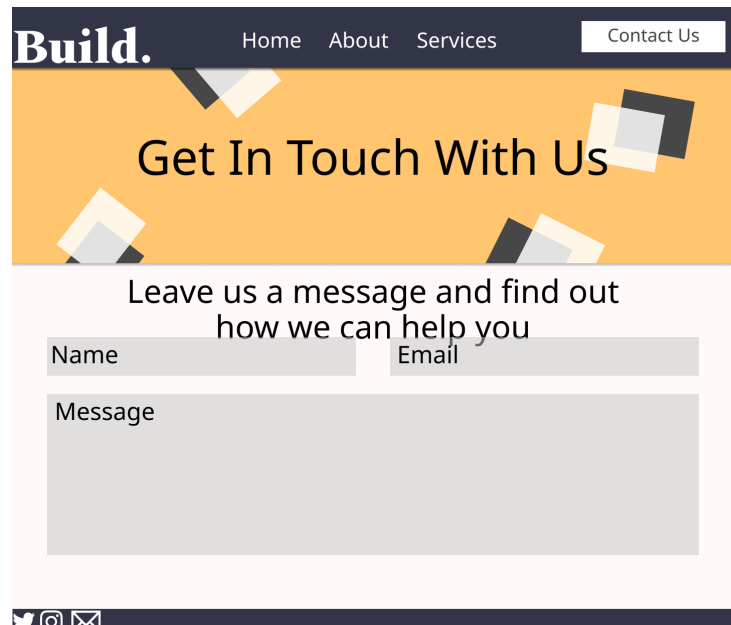 Build.
Home About Services
Contact Us
Get In Touch With Us
Leave us a message and find out
how we can help you
Name
Email
Message